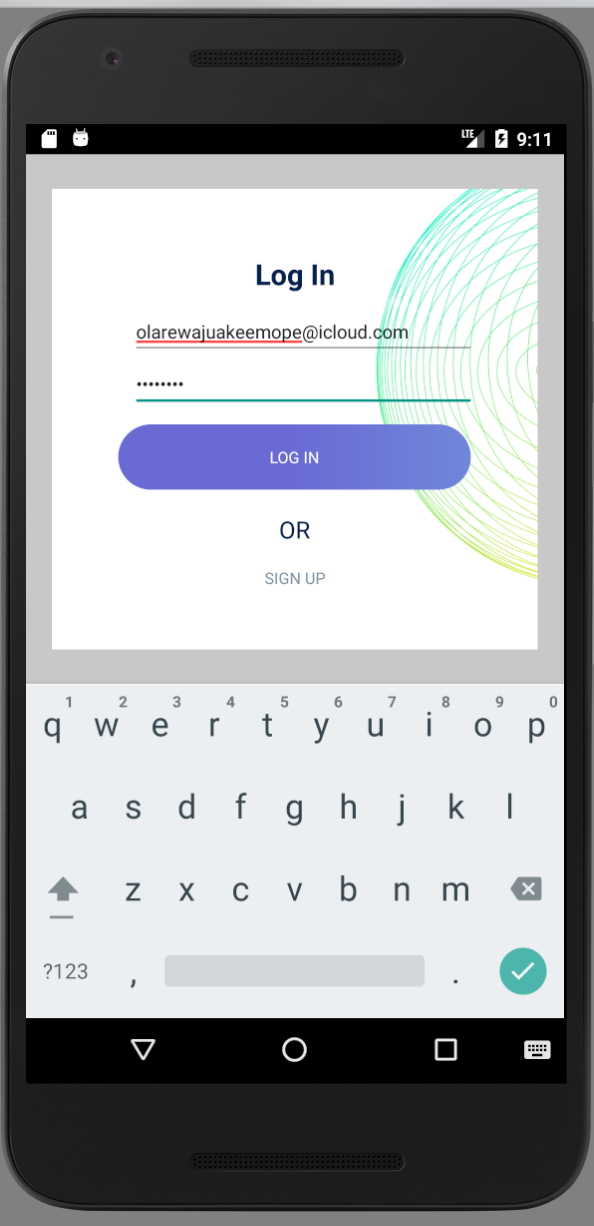 LTE 9:11
Log In
olarewajuakeemope@icloud.com
••••••••
LOG IN
OR
SIGN UP
1 2 3 4 5 6 7 8 9 0
q w e r t y u i o p
a s d f g h j k l
z x c v b n m
?123 , .